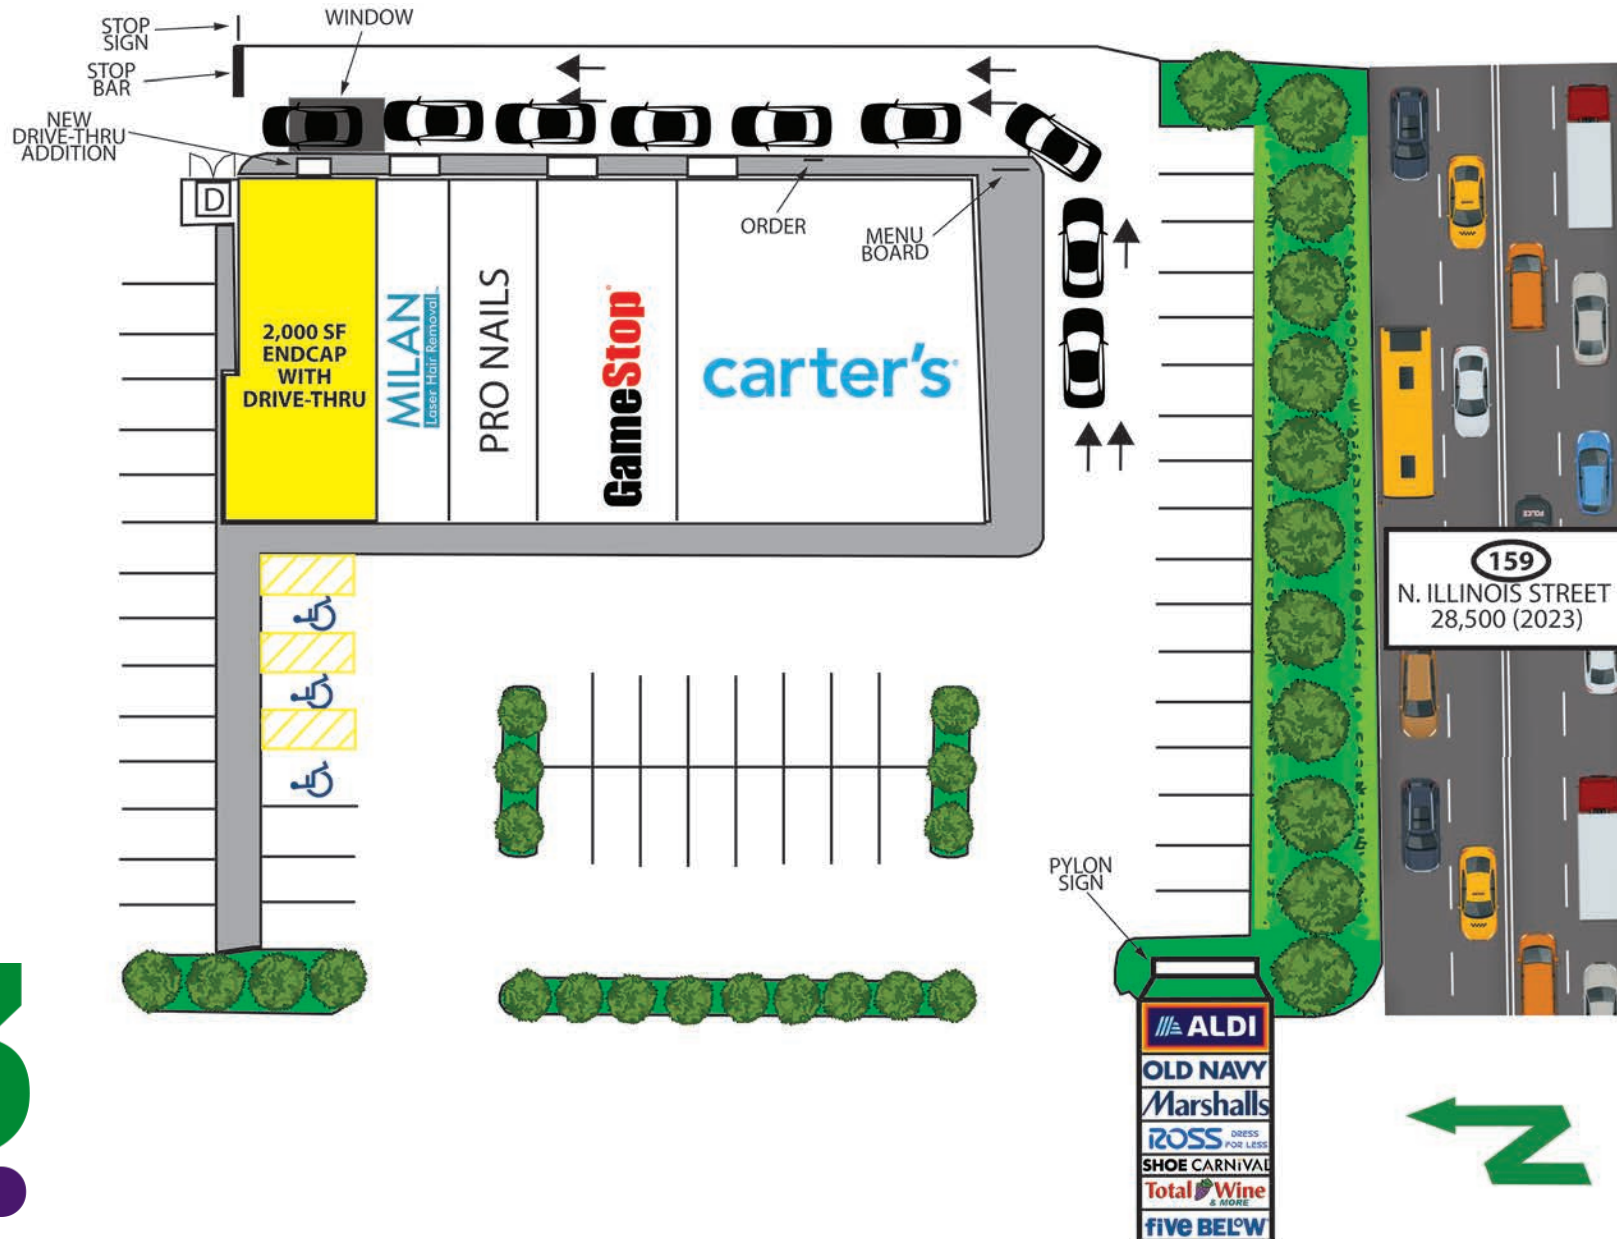 STOP
SIGN
WINDOW
STOP
BAR
NEW
DRIVE-THRU
ADDITION
D
ORDER
MENU
BOARD
2,000 SF
ENDCAP
WITH
DRIVE-THRU
MILAN
Laser Hair Removal
PRO NAILS
GameStop
carter's
POLICE
159
N. ILLINOIS STREET
28,500 (2023)
PYLON
SIGN
ALDI
OLD NAVY
Marshalls
ROSS DRESS
FOR LESS
SHOE CARNIVAL
Total Wine
& MORE
five BELOW